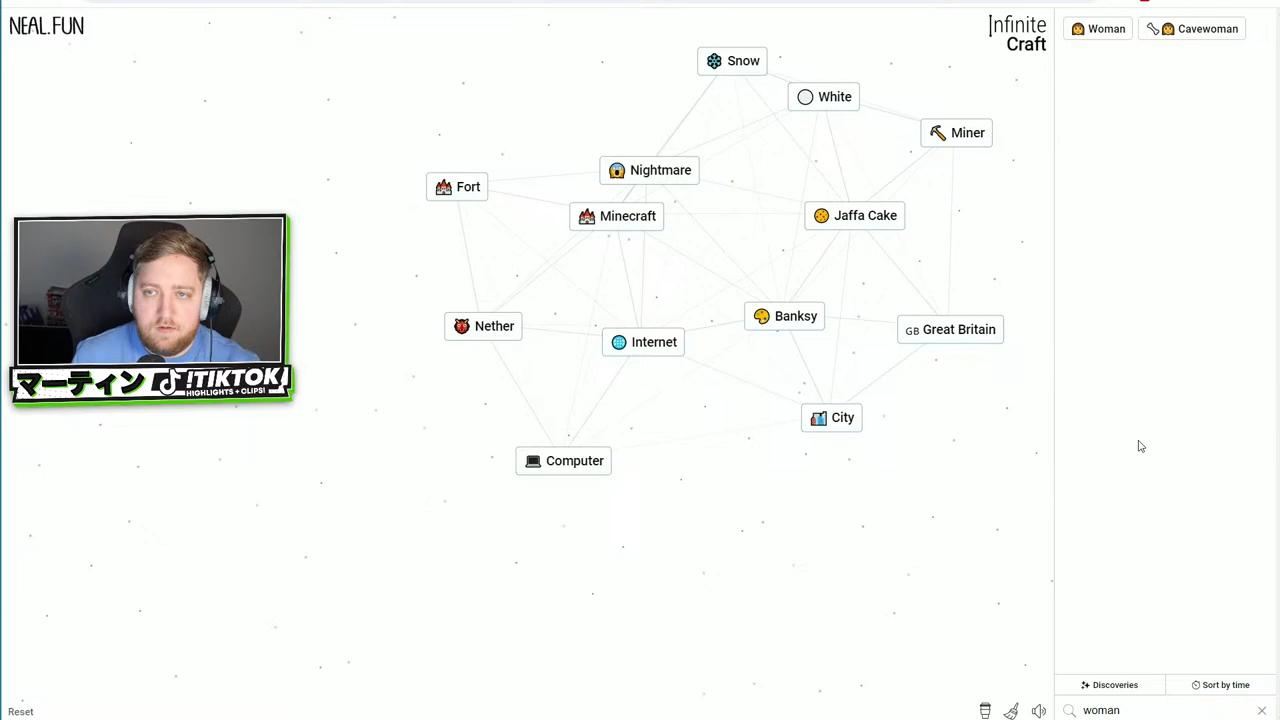 NEAL.FUN
Infinite
Craft
Woman
Cavewoman
Snow
White
Miner
Nightmare
Fort
Minecraft
Jaffa Cake
Nether
Internet
Banksy
GB Great Britain
City
Computer
マーティン
!TIKTOK
HIGHLIGHTS + CLIPS!
Discoveries
Sort by time
Reset
woman